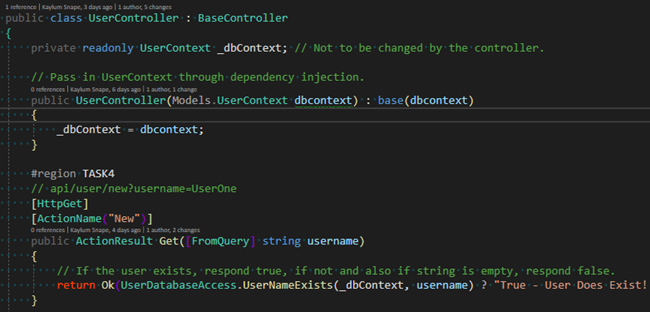 1 reference | Kaylum Snape, 3 days ago | 1 author, 5 changes
public class UserController : BaseController
{
private readonly UserContext _dbContext; // Not to be changed by the controller.
// Pass in UserContext through dependency injection.
0 references | Kaylum Snape, 6 days ago | 1 author, 1 change
public UserController(Models.UserContext dbcontext) : base(dbcontext)
{
_dbContext = dbcontext;
}
#region TASK4
// api/user/new?username=UserOne
[HttpGet]
[ActionName("New")]
0 references | Kaylum Snape, 4 days ago | 1 author, 2 changes
public ActionResult Get([FromQuery] string username)
{
// If the user exists, respond true, if not and also if string is empty, respond false.
return Ok(UserDatabaseAccess.UserNameExists(_dbContext, username) ? "True - User Does Exist!
}